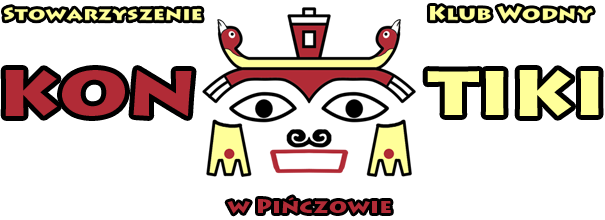 Stowarzyszenie Klub Wodny
KON TIKI
w Pińczowie